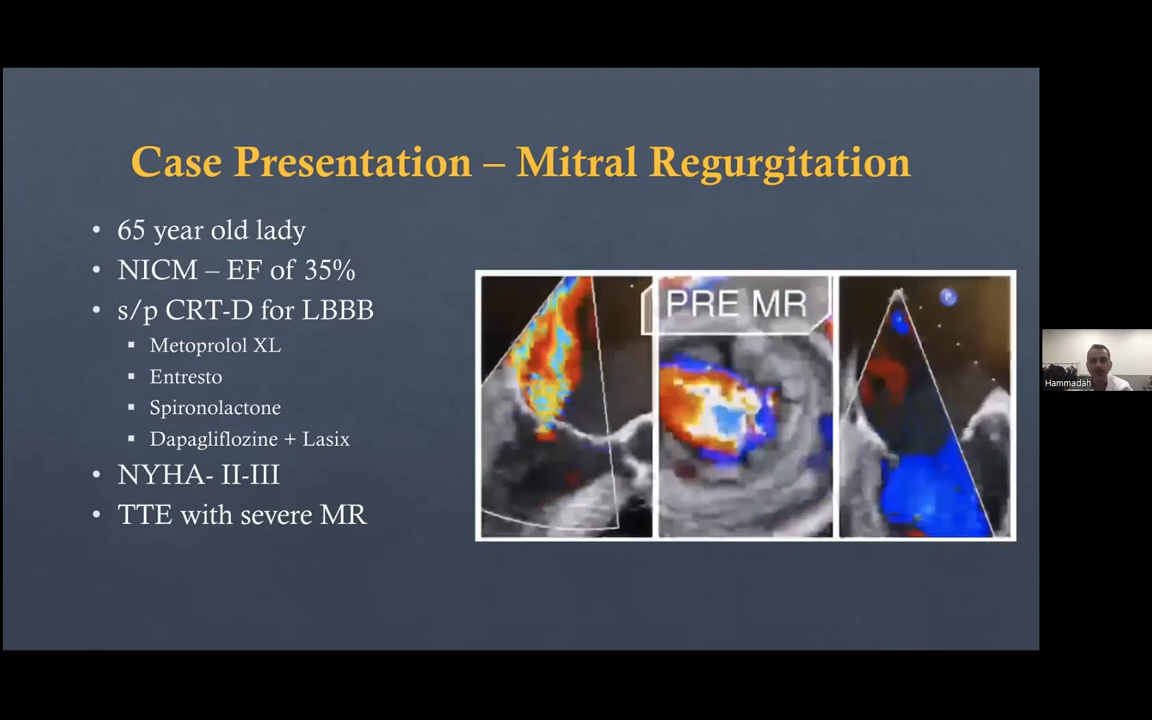 Case Presentation – Mitral Regurgitation
• 65 year old lady
• NICM – EF of 35%
• s/p CRT-D for LBBB
▪ Metoprolol XL
▪ Entresto
▪ Spironolactone
▪ Dapagliflozine + Lasix
• NYHA- II-III
• TTE with severe MR
PRE MR
Hammadah